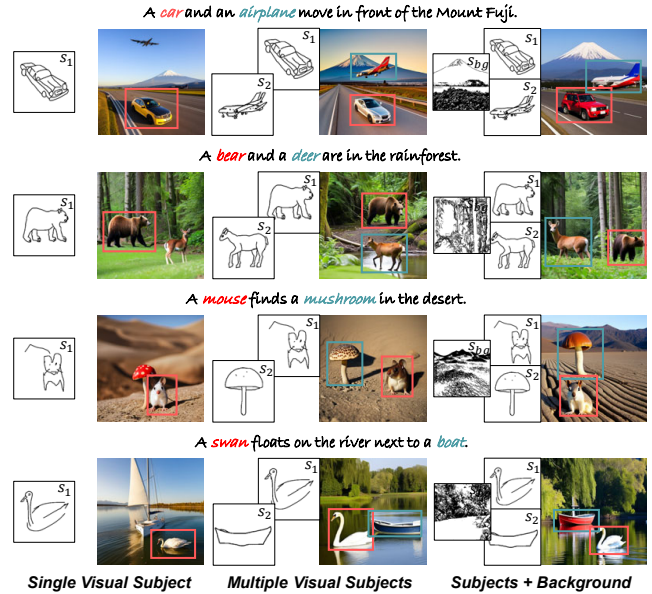 A car and an airplane move in front of the Mount Fuji.
S1 S1 S2 Sbg S1 S2
A bear and a deer are in the rainforest.
S1 S1 S2 Sbg S1 S2
A mouse finds a mushroom in the desert.
S1 S1 S2 Sbg S1 S2
A swan floats on the river next to a boat.
S1 S1 S2 S1 S2
Single Visual Subject Multiple Visual Subjects Subjects + Background